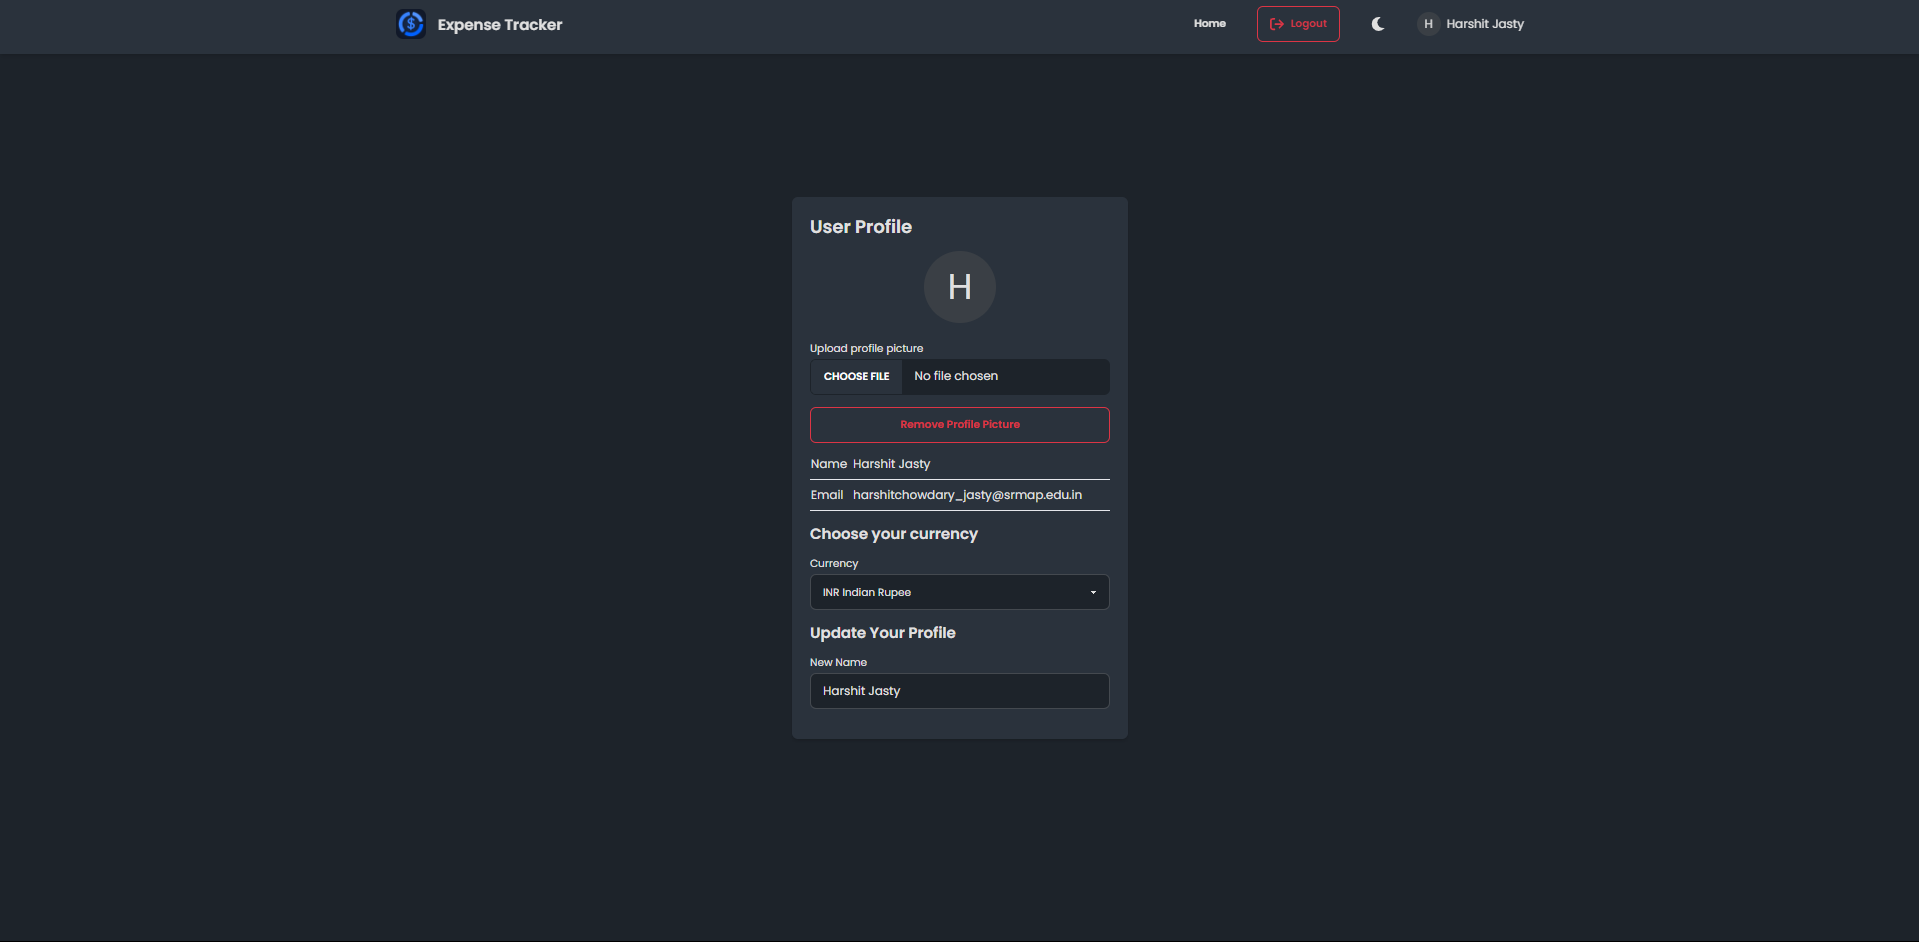 $ Expense Tracker
Home
Logout
H Harshit Jasty
User Profile
H
Upload profile picture
CHOOSE FILE No file chosen
Remove Profile Picture
Name Harshit Jasty
Email harshitchowdary_jasty@srmap.edu.in
Choose your currency
Currency
INR Indian Rupee
Update Your Profile
New Name
Harshit Jasty